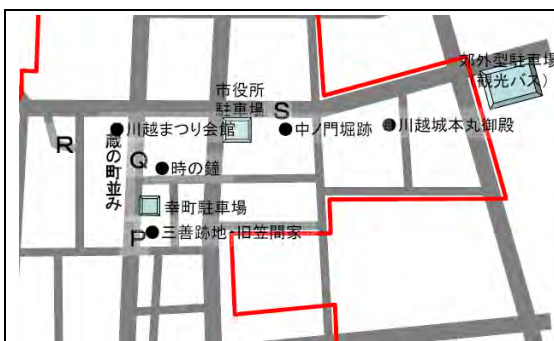 郊外型駐車場
（観光バス）
市役所
駐車場
S
川越まつり会館
中ノ門堀跡
川越城本丸御殿
R
蔵の町並み
Q
時の鐘
幸町駐車場
P
三善跡地・旧笠間家